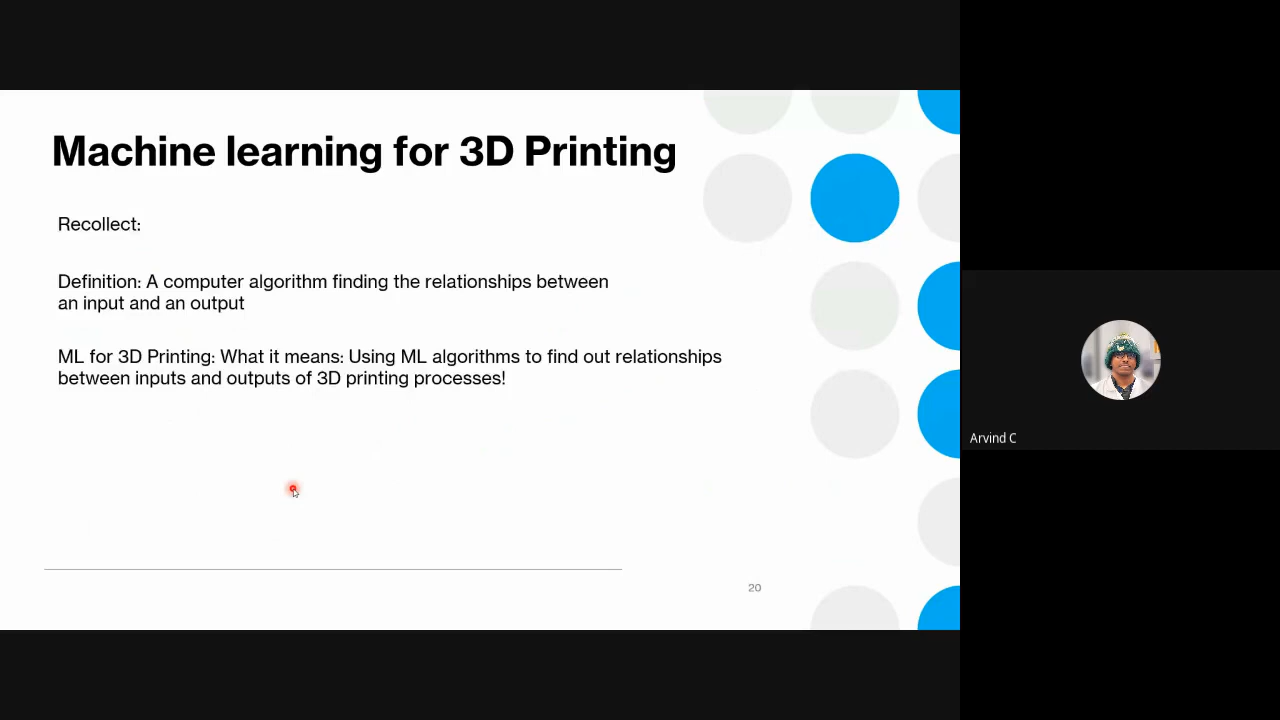 Machine learning for 3D Printing
Recollect:
Definition: A computer algorithm finding the relationships between
an input and an output
ML for 3D Printing: What it means: Using ML algorithms to find out relationships
between inputs and outputs of 3D printing processes!
20
Arvind C